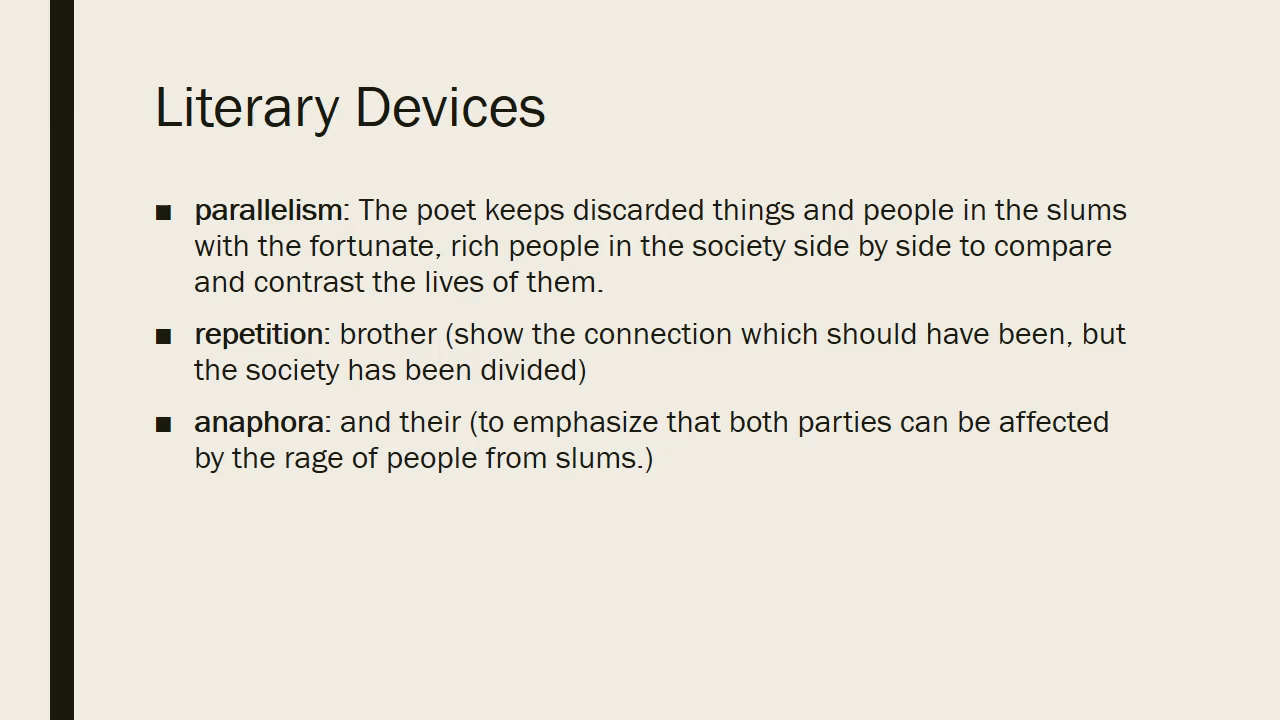 Literary Devices
■ parallelism: The poet keeps discarded things and people in the slums
with the fortunate, rich people in the society side by side to compare
and contrast the lives of them.
■ repetition: brother (show the connection which should have been, but
the society has been divided)
■ anaphora: and their (to emphasize that both parties can be affected
by the rage of people from slums.)